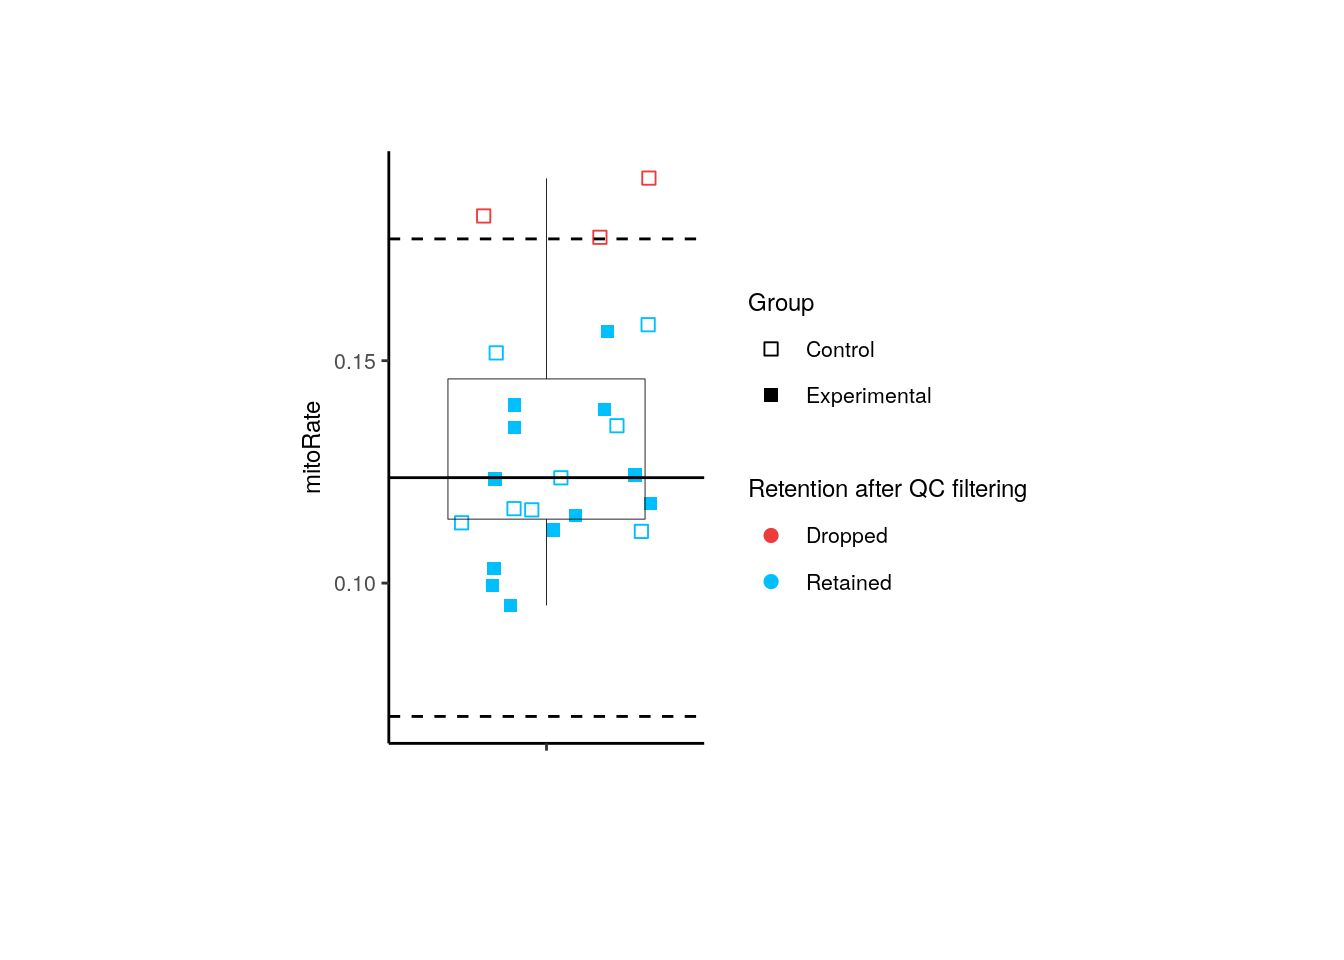 mitoRate
0.15
0.10
Group
Control
Experimental
Retention after QC filtering
Dropped
Retained